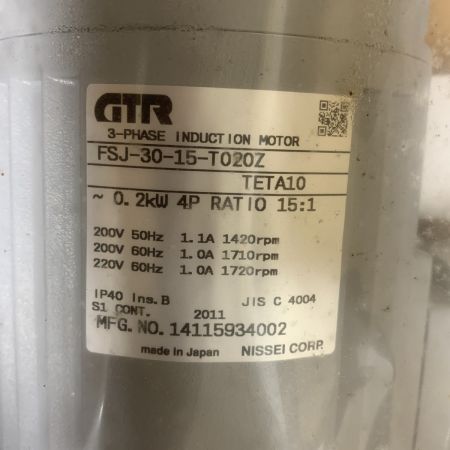 GTR
3-PHASE INDUCTION MOTOR
FSJ-30-15-T020Z
TETA10
~ 0.2kW 4P RATIO 15:1
200V 50Hz 1.1A 1420rpm
200V 60Hz 1.0A 1710rpm
220V 60Hz 1.0A 1720rpm
IP40 Ins.B JIS C 4004
S1 CONT. 2011
MFG.NO.14115934002
made in Japan NISSEI CORP.